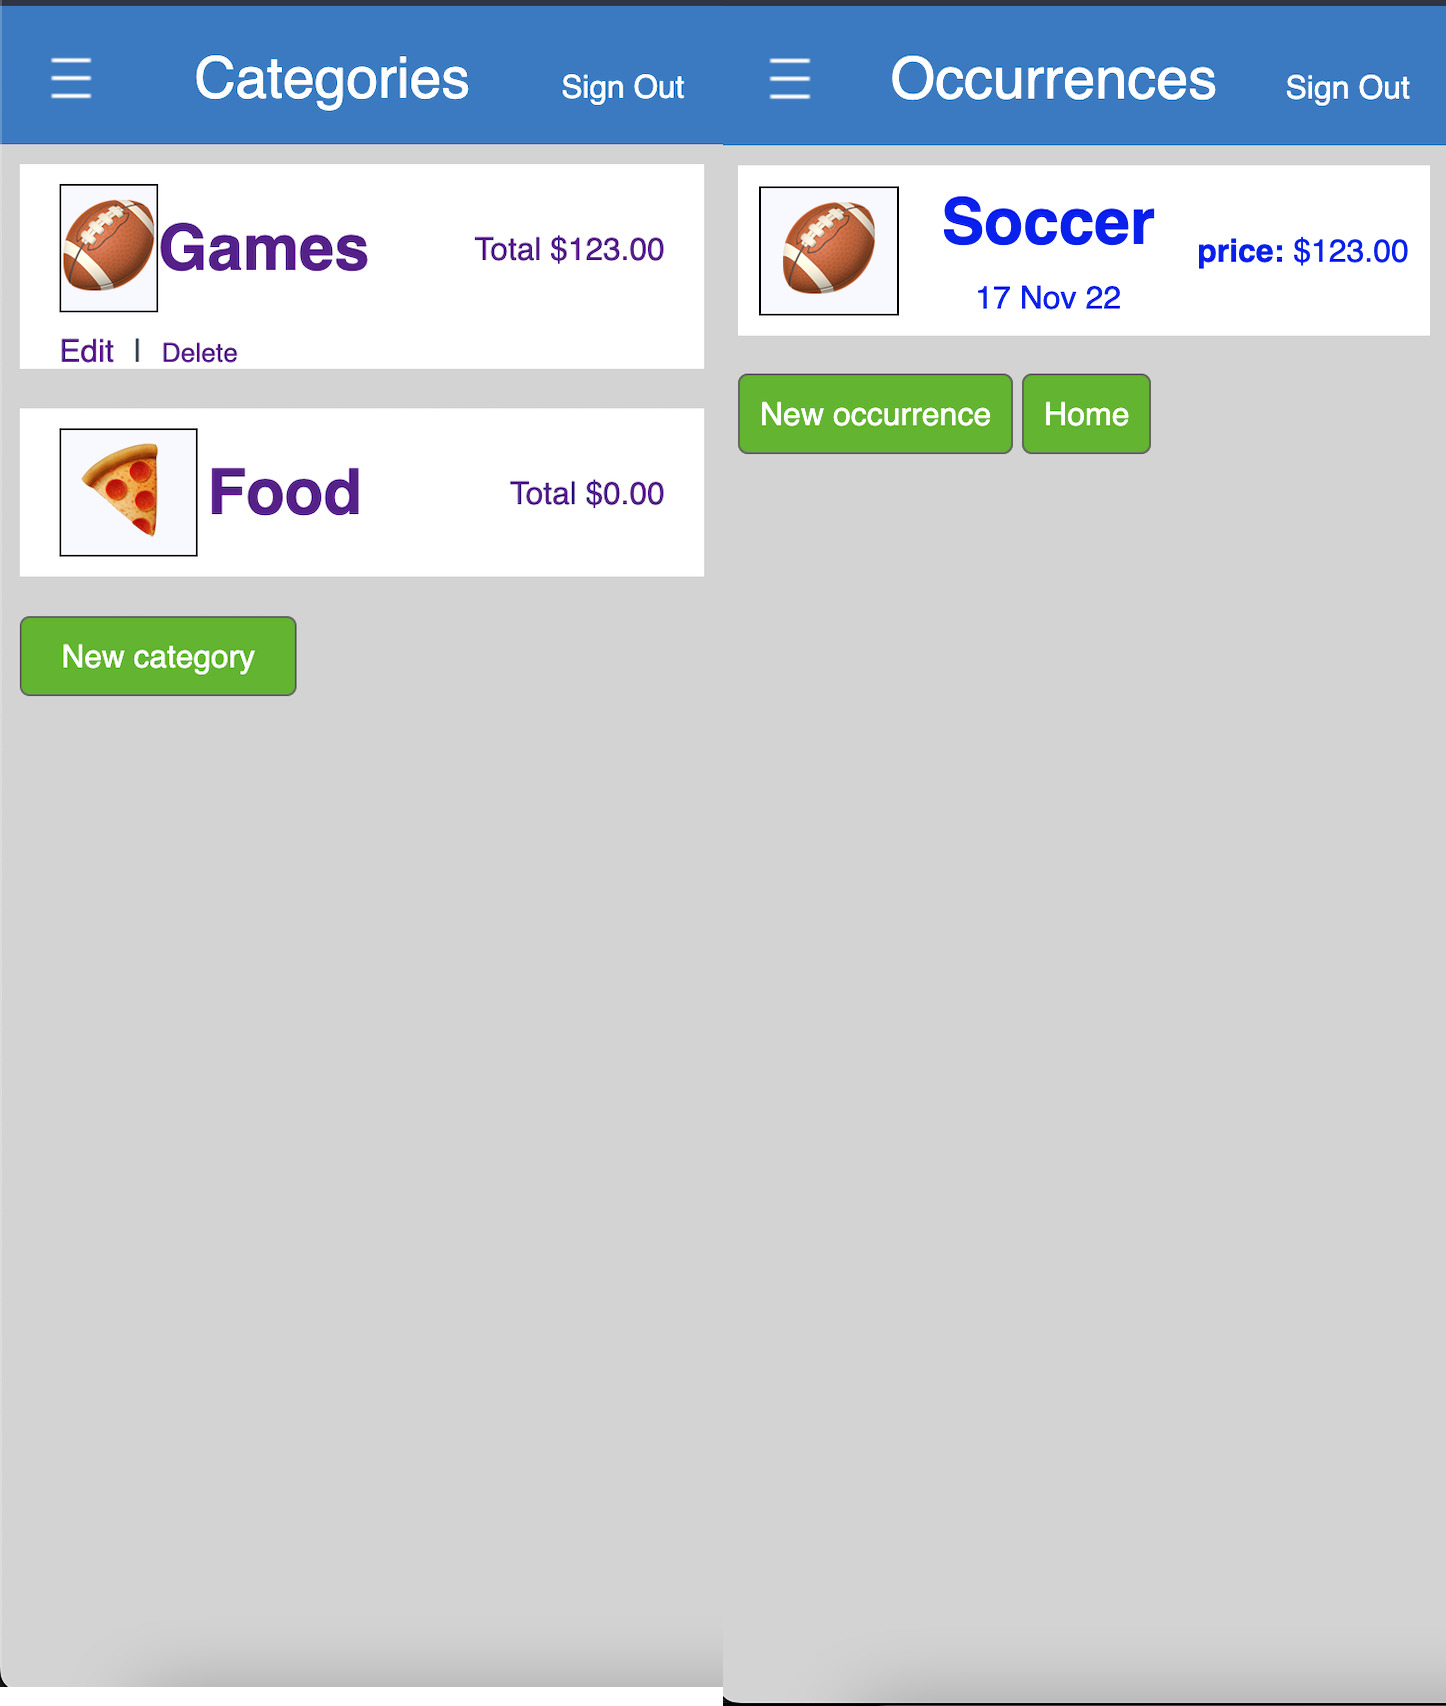 Categories
Sign Out
Games
Total $123.00
Edit | Delete
Food
Total $0.00
New category
Occurrences
Sign Out
Soccer
17 Nov 22
price: $123.00
New occurrence
Home